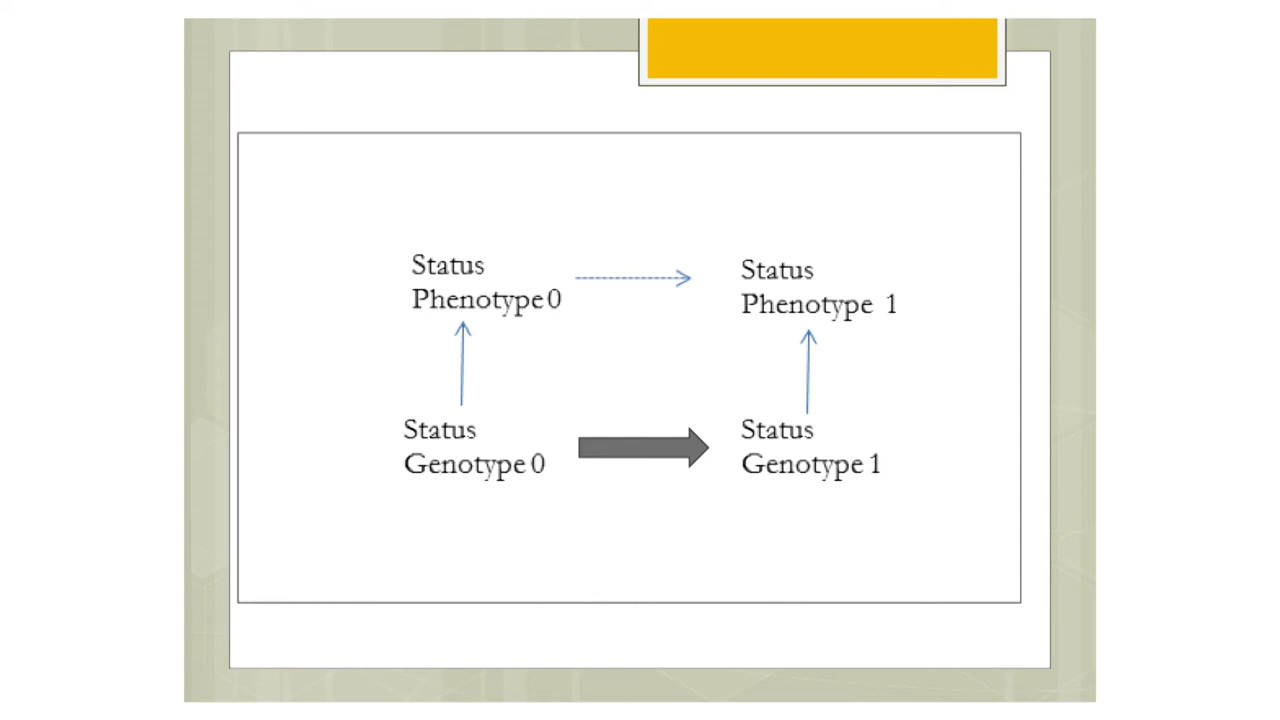 Status
Phenotype 0
Status
Phenotype 1
Status
Genotype 0
Status
Genotype 1